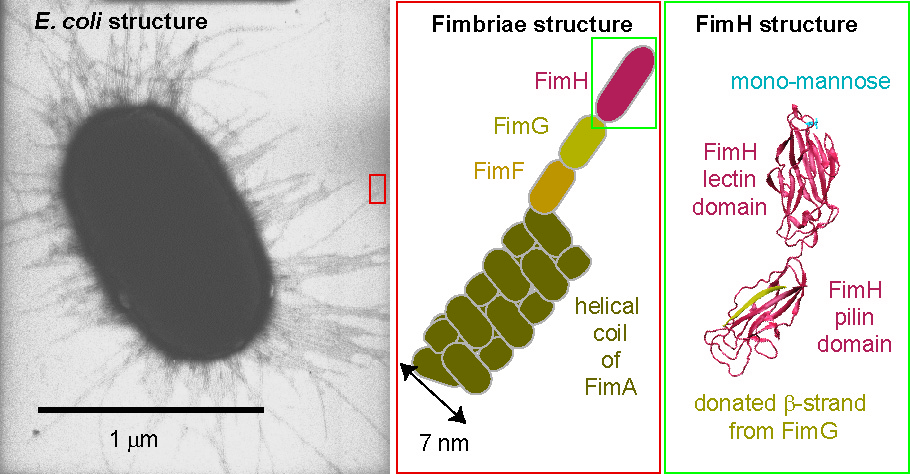 E. coli structure
1 μm
Fimbriae structure
FimH
FimG
FimF
helical
coil
of
FimA
7 nm
FimH structure
mono-mannose
FimH
lectin
domain
FimH
pilin
domain
donated β-strand
from FimG